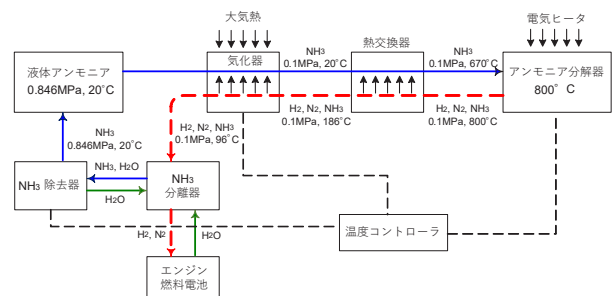 大気熱
電気ヒータ
液体アンモニア
0.846MPa, 20°C
気化器
NH3
0.1MPa, 20°C
熱交換器
NH3
0.1MPa, 670°C
アンモニア分解器
800°C
H2, N2, NH3
0.1MPa, 186°C
H2, N2, NH3
0.1MPa, 800°C
H2, N2, NH3
0.1MPa, 96°C
NH3
0.846MPa, 20°C
NH3, H2O
NH3 除去器
H2O
NH3
分離器
H2, N2
H2O
温度コントローラ
エンジン
燃料電池